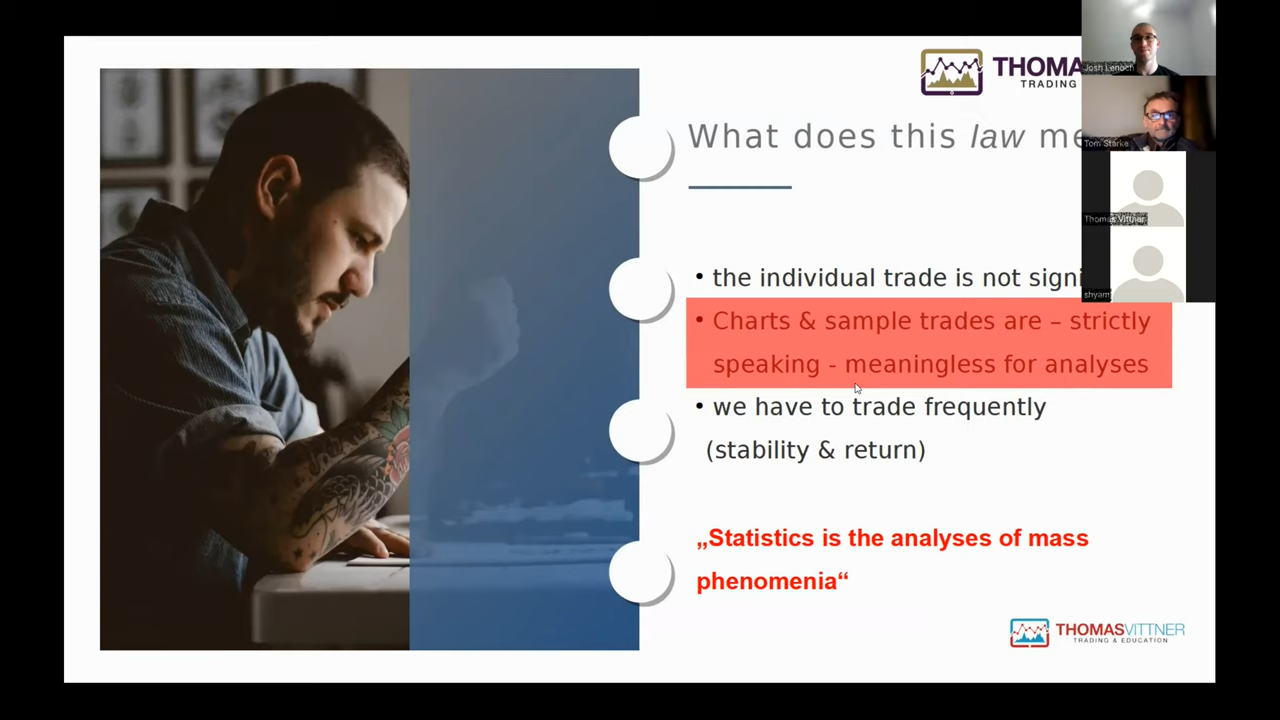 THOMA
TRADING
What does this law me
• the individual trade is not signi
• Charts & sample trades are – strictly
speaking - meaningless for analyses
• we have to trade frequently
(stability & return)
„Statistics is the analyses of mass
phenomenia“
THOMASVITTNER
TRADING & EDUCATION
Josh Lenoch
Tom Starke
Thomas Vittner
shyam